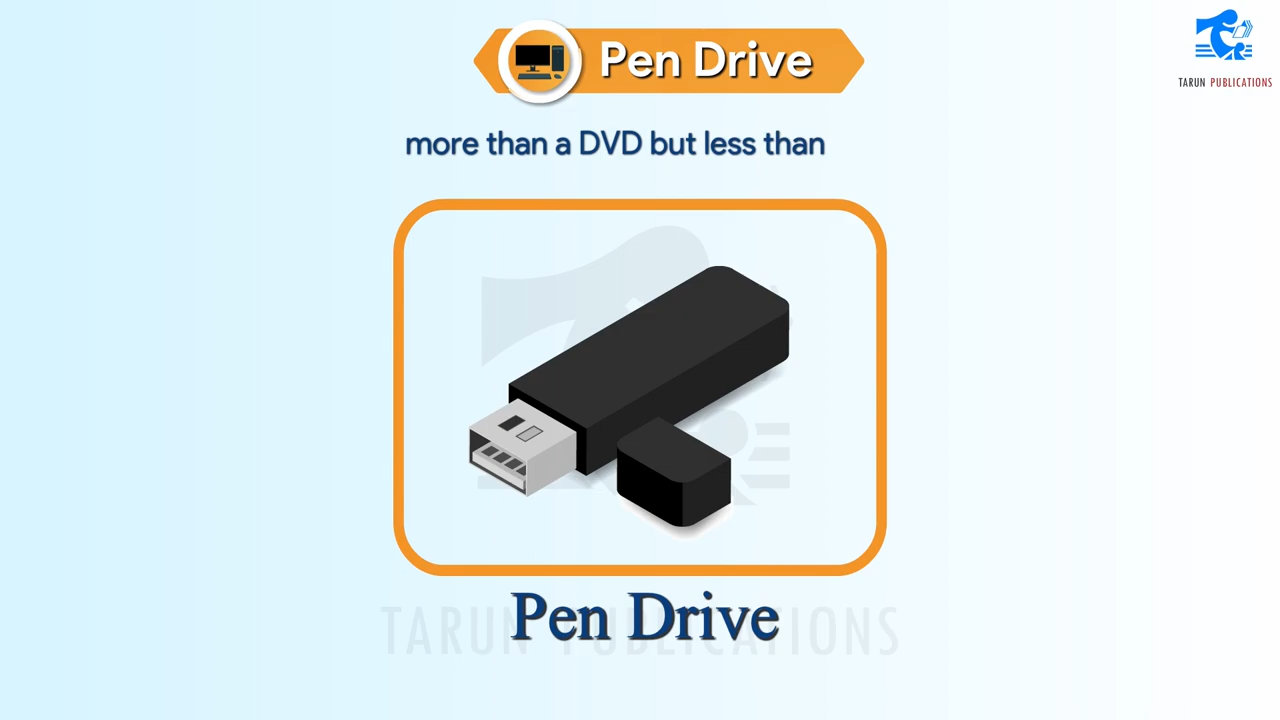 Pen Drive
TARUN PUBLICATIONS
more than a DVD but less than
Pen Drive
TARUN PUBLICATIONS